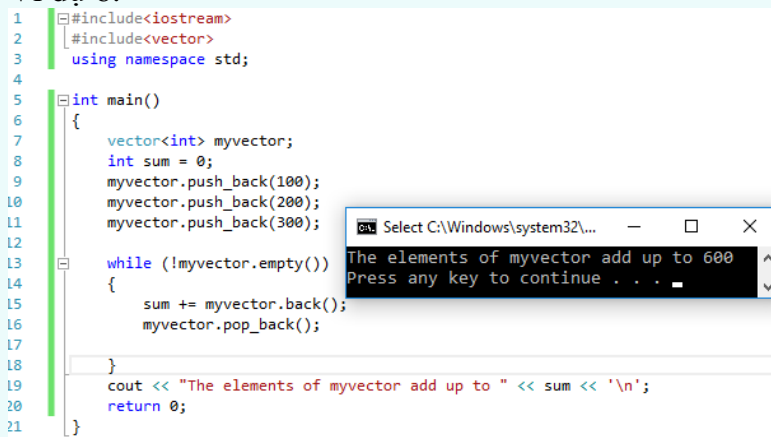 1 #include<iostream>
2 #include<vector>
3 using namespace std;
4
5 int main()
6 {
7 vector<int> myvector;
8 int sum = 0;
9 myvector.push_back(100);
10 myvector.push_back(200);
11 myvector.push_back(300);
12
13 while (!myvector.empty())
14 {
15 sum += myvector.back();
16 myvector.pop_back();
17
18 }
19 cout << "The elements of myvector add up to " << sum << '\n';
20 return 0;
21 }
Select C:\Windows\system32\...
The elements of myvector add up to 600
Press any key to continue . . .